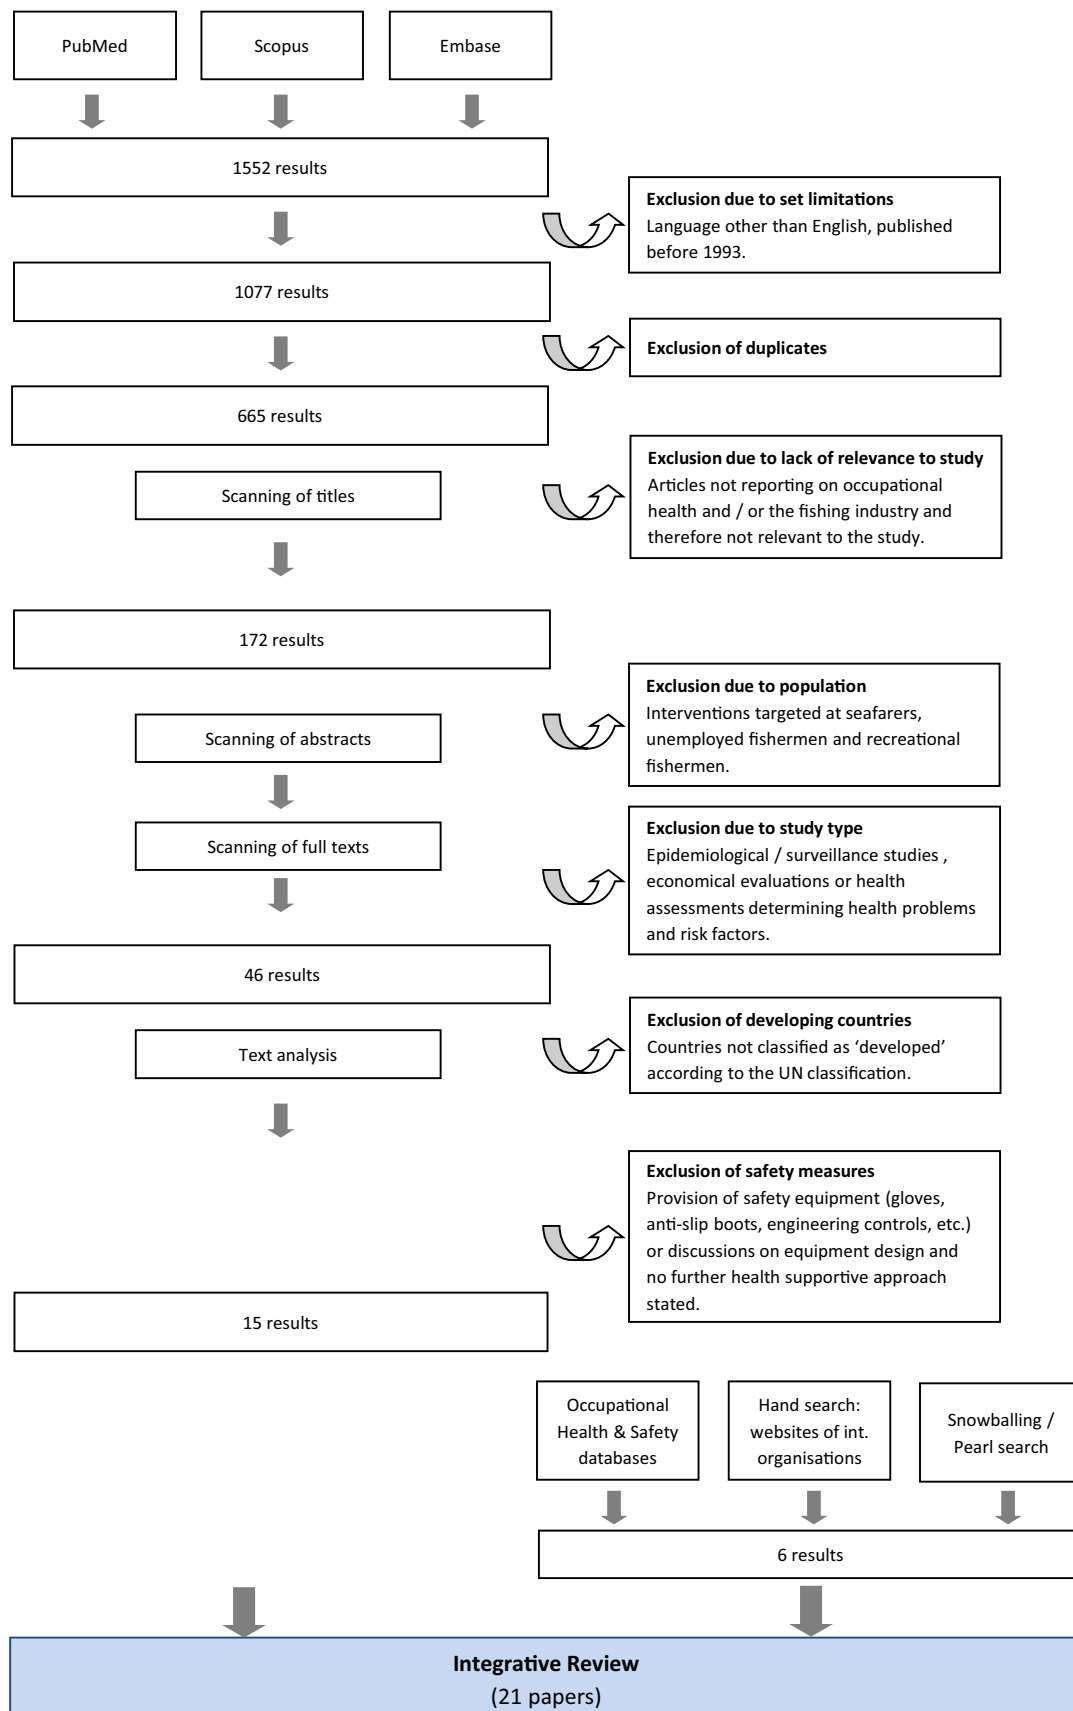 PubMed
Scopus
Embase
1552 results
Exclusion due to set limitations
Language other than English, published
before 1993.
1077 results
Exclusion of duplicates
665 results
Exclusion due to lack of relevance to study
Articles not reporting on occupational
health and / or the fishing industry and
therefore not relevant to the study.
Scanning of titles
172 results
Exclusion due to population
Interventions targeted at seafarers,
unemployed fishermen and recreational
fishermen.
Scanning of abstracts
Scanning of full texts
Exclusion due to study type
Epidemiological / surveillance studies ,
economical evaluations or health
assessments determining health problems
and risk factors.
46 results
Exclusion of developing countries
Countries not classified as ‘developed’
according to the UN classification.
Text analysis
Exclusion of safety measures
Provision of safety equipment (gloves,
anti-slip boots, engineering controls, etc.)
or discussions on equipment design and
no further health supportive approach
stated.
15 results
Occupational
Health & Safety
databases
Hand search:
websites of int.
organisations
Snowballing /
Pearl search
6 results
Integrative Review
(21 papers)